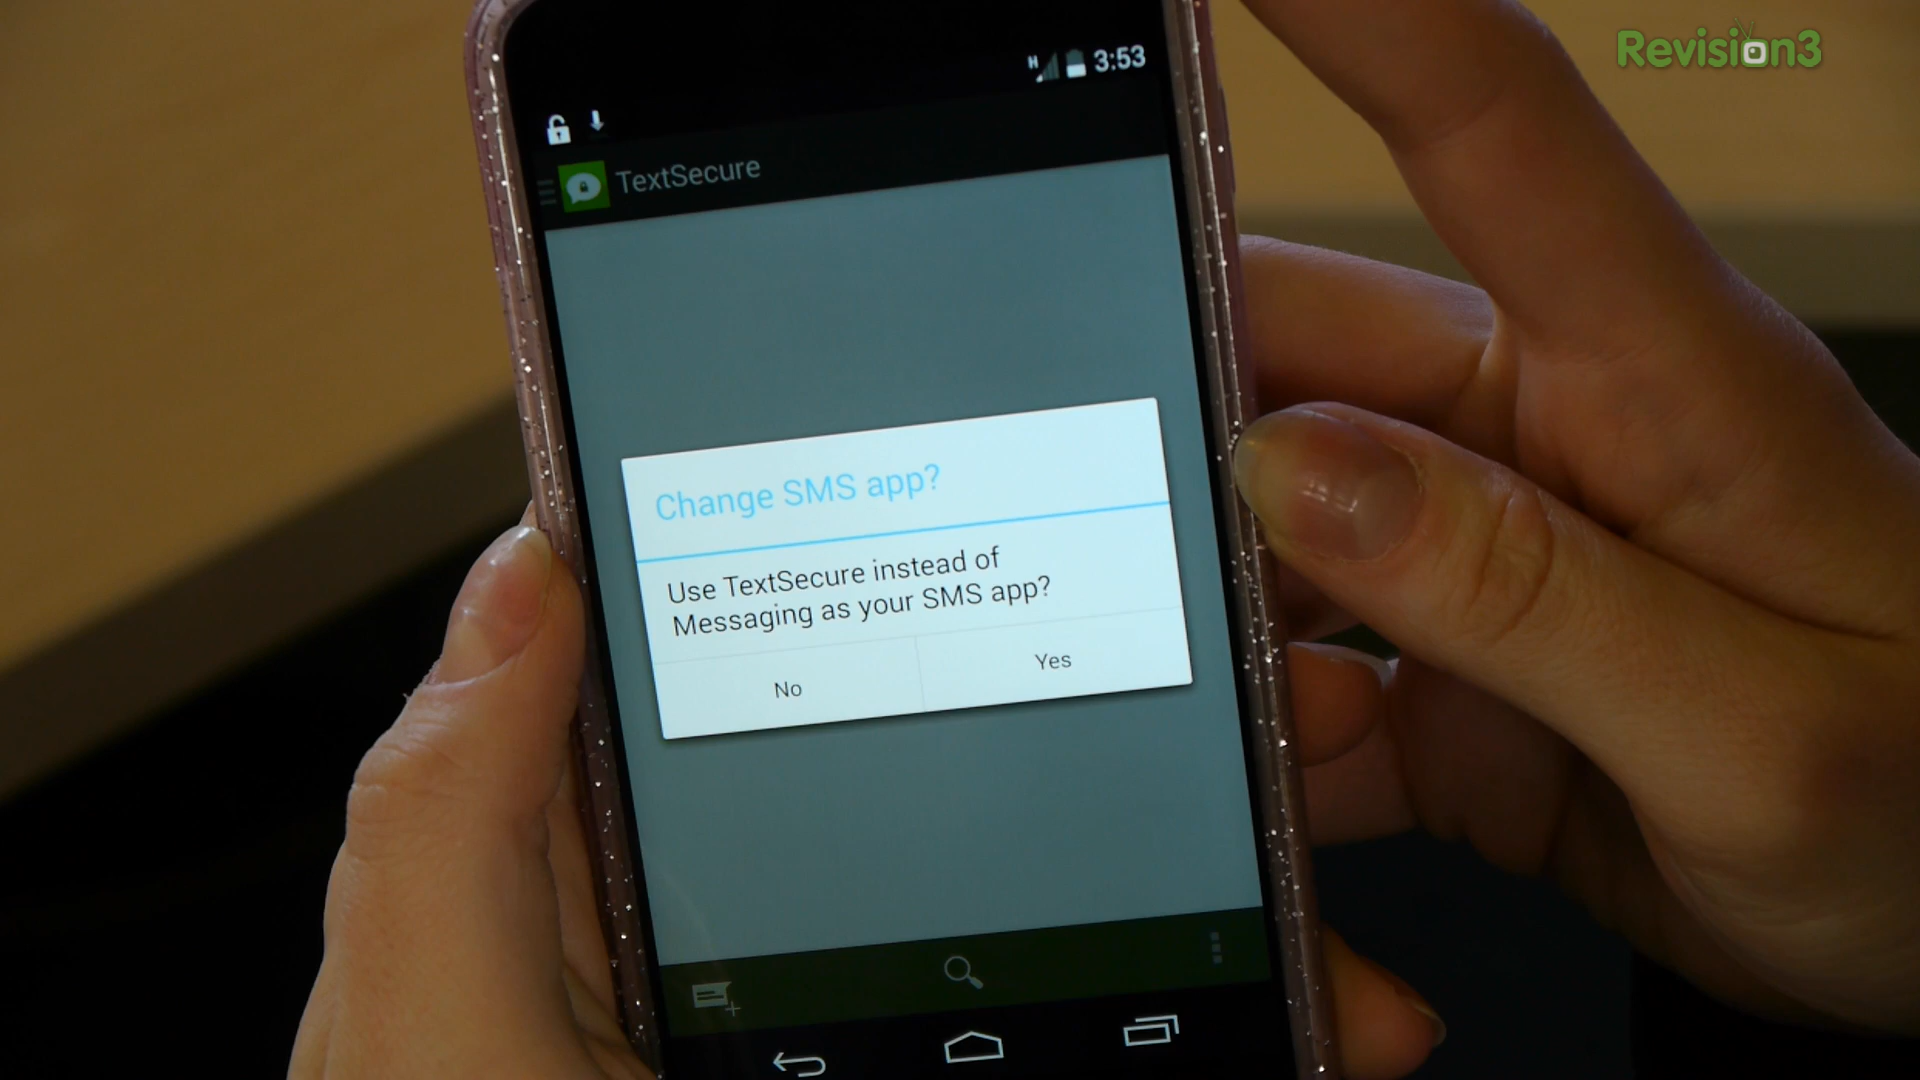 Revision3
H 3:53
TextSecure
Change SMS app?
Use TextSecure instead of
Messaging as your SMS app?
No Yes